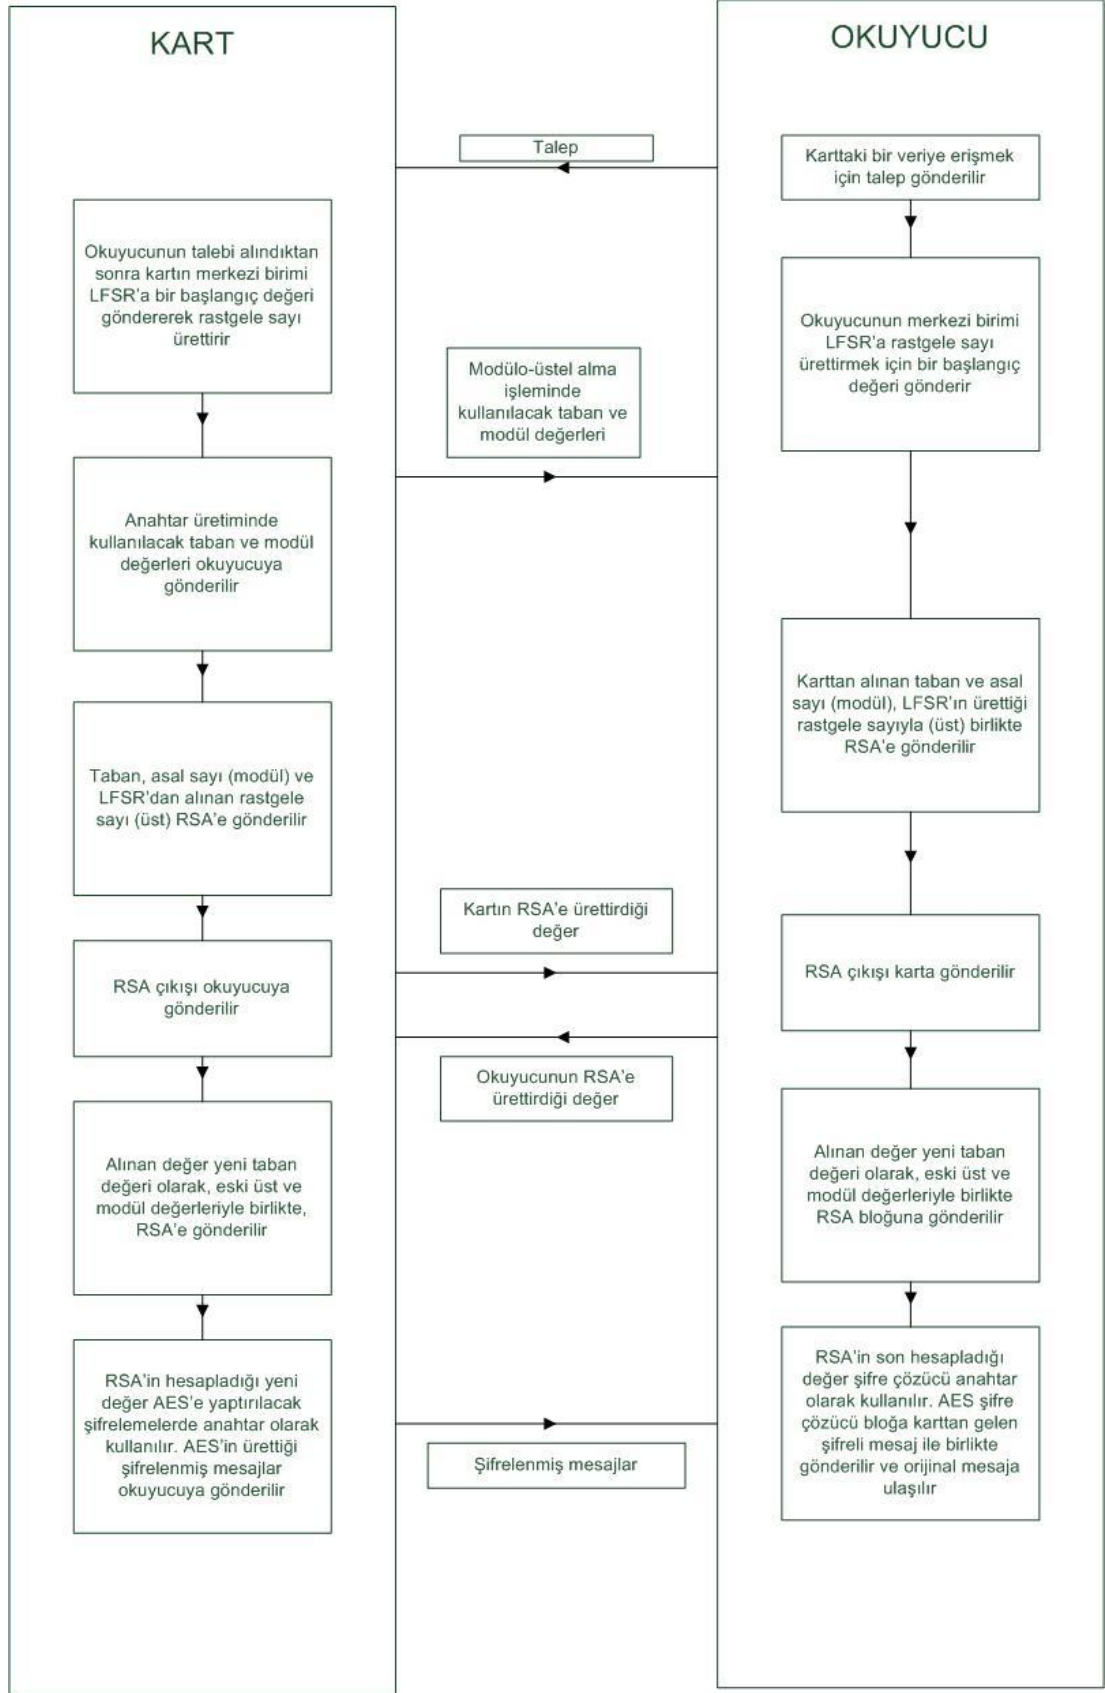 KART
Okuyucunun talebi alındıktan
sonra kartın merkezi birimi
LFSR'a bir başlangıç değeri
göndererek rastgele sayı
ürettirir
Anahtar üretiminde
kullanılacak taban ve modül
değerleri okuyucuya
gönderilir
Taban, asal sayı (modül) ve
LFSR'dan alınan rastgele
sayı (üst) RSA'e gönderilir
RSA çıkışı okuyucuya
gönderilir
Alınan değer yeni taban
değeri olarak, eski üst ve
modül değerleriyle birlikte,
RSA'e gönderilir
RSA'in hesapladığı yeni
değer AES'e yaptırılacak
şifrelemelerde anahtar olarak
kullanılır. AES'in ürettiği
şifrelenmiş mesajlar
okuyucuya gönderilir
Talep
Modülo-üstel alma
işleminde
kullanılacak taban ve
modül değerleri
Kartın RSA'e ürettirdiği
değer
Okuyucunun RSA'e
ürettirdiği değer
Şifrelenmiş mesajlar
OKUYUCU
Karttaki bir veriye erişmek
için talep gönderilir
Okuyucunun merkezi birimi
LFSR'a rastgele sayı
ürettirmek için bir başlangıç
değeri gönderir
Karttan alınan taban ve asal
sayı (modül), LFSR'ın ürettiği
rastgele sayıyla (üst) birlikte
RSA'e gönderilir
RSA çıkışı karta gönderilir
Alınan değer yeni taban
değeri olarak, eski üst ve
modül değerleriyle birlikte
RSA bloğuna gönderilir
RSA'in son hesapladığı
değer şifre çözücü anahtar
olarak kullanılır. AES şifre
çözücü bloğa karttan gelen
şifreli mesaj ile birlikte
gönderilir ve orijinal mesaja
ulaşılır